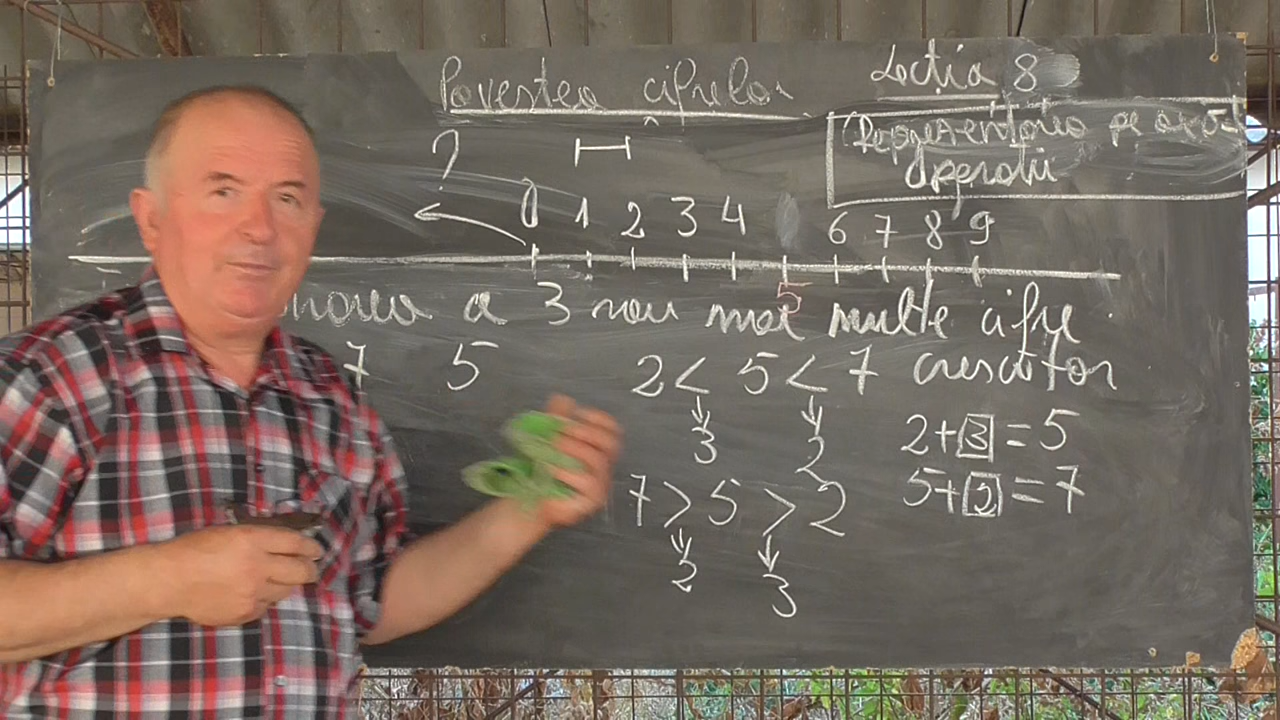 Povestea cifrelor
Lecția 8
Reprezentarea pe axă
Operații
?
0 1 2 3 4 6 7 8 9
5
a 3 sau mai multe cifre
7 5
2 < 5 < 7 crescător
3 2
2+3=5
5+2=7
7 > 5 > 2
2 3